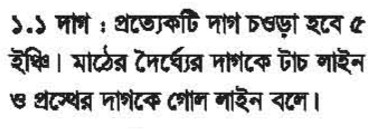 ১.১ দাগ : প্রত্যেকটি দাগ চওড়া হবে ৫
ইঞ্চি। মাঠের দৈর্ঘ্যের দাগকে টাচ লাইন
ও প্রস্থের দাগকে গোল লাইন বলে।